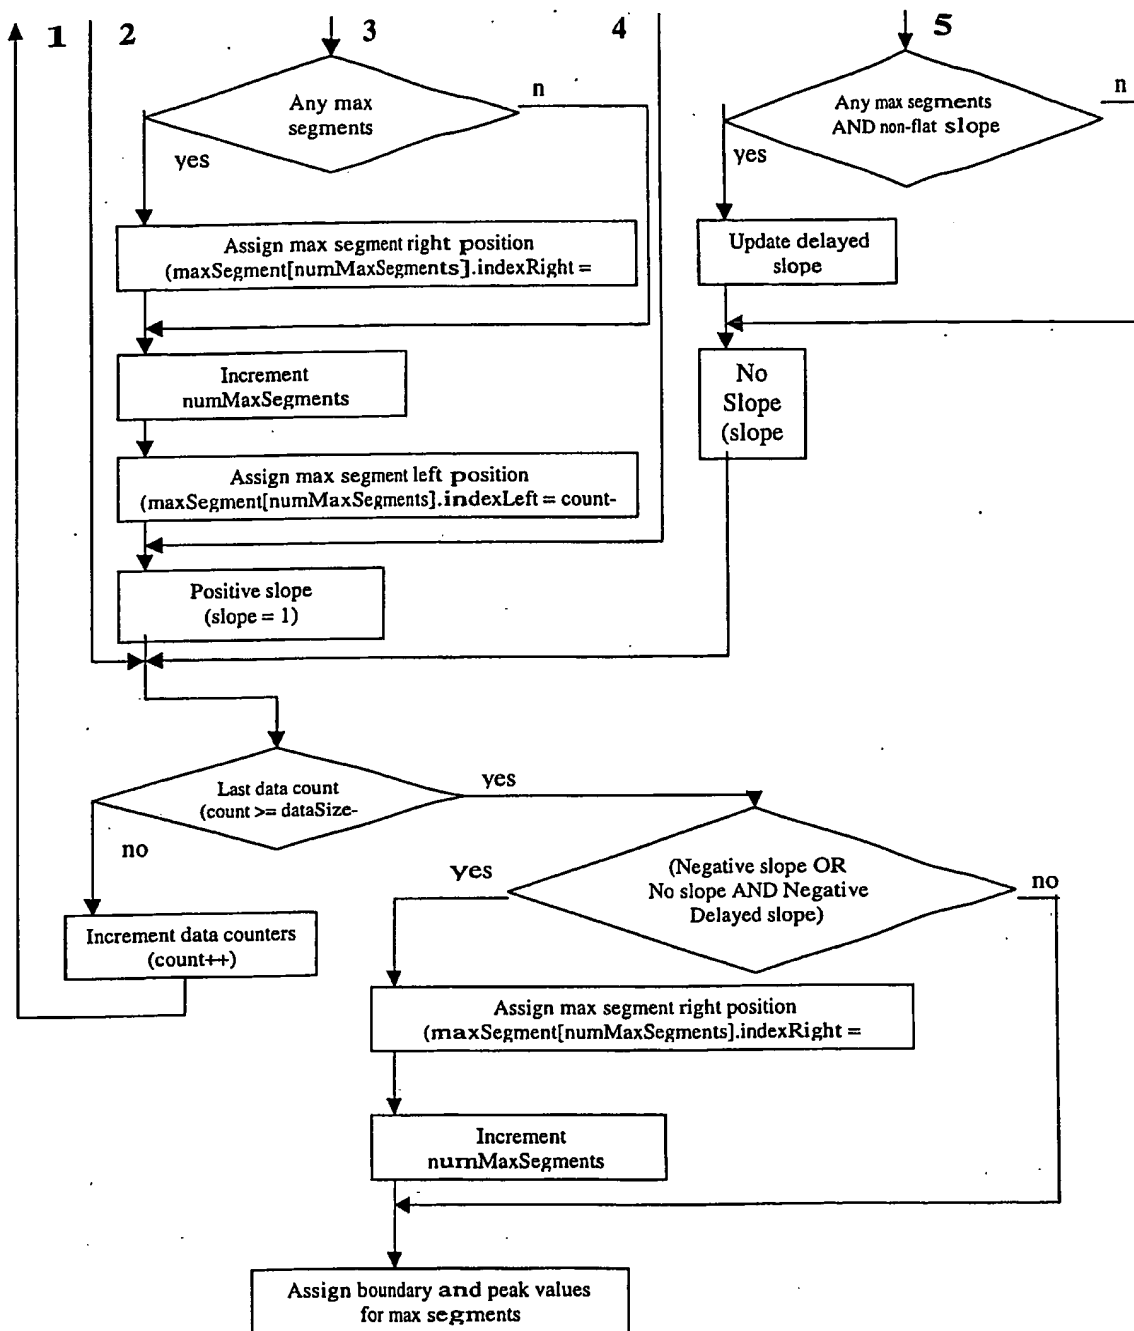 1
2
3
4
5
Any max
segments
n
yes
Any max segments
AND non-flat slope
n
yes
Assign max segment right position
(maxSegment[numMaxSegments].indexRight =
Update delayed
slope
Increment
numMaxSegments
No
Slope
(slope
Assign max segment left position
(maxSegment[numMaxSegments].indexLeft = count-
Positive slope
(slope = 1)
Last data count
(count >= dataSize-
yes
no
(Negative slope OR
No slope AND Negative
Delayed slope)
yes
no
Increment data counters
(count++)
Assign max segment right position
(maxSegment[numMaxSegments].indexRight =
Increment
numMaxSegments
Assign boundary and peak values
for max segments